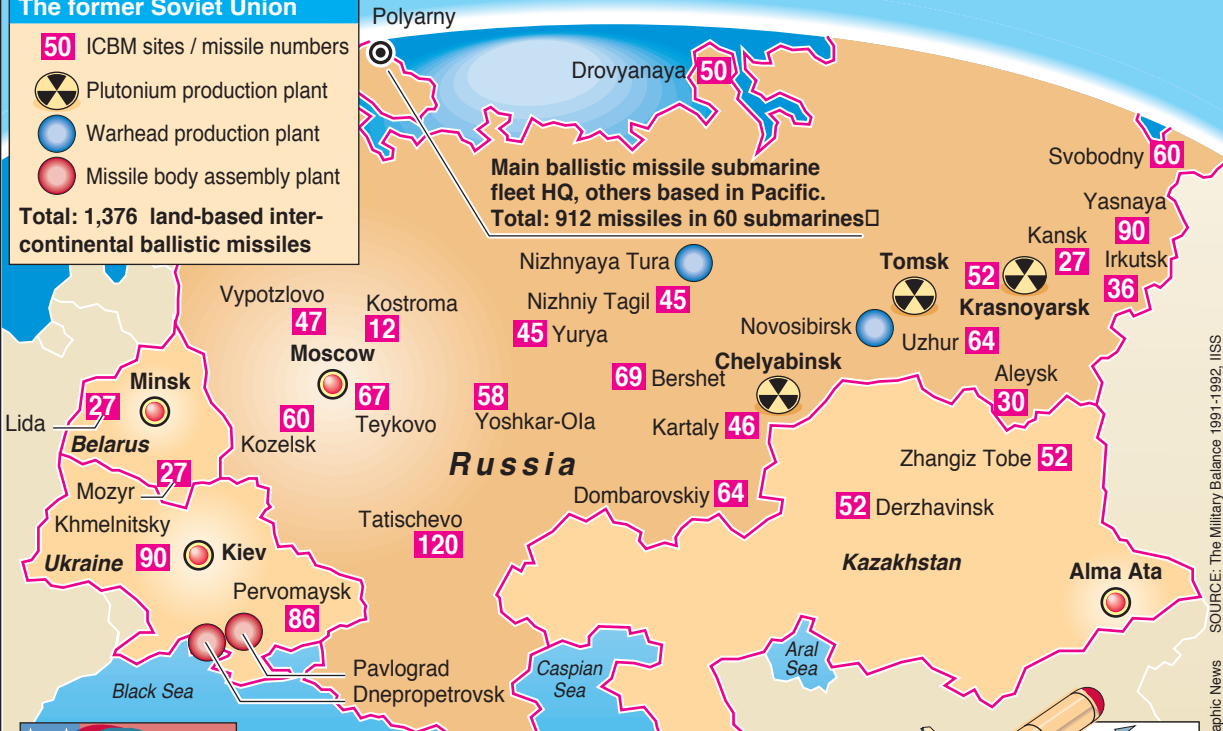 The former Soviet Union
50 ICBM sites / missile numbers
Plutonium production plant
Warhead production plant
Missile body assembly plant
Total: 1,376 land-based inter-
continental ballistic missiles
Polyarny
Drovyanaya 50
Main ballistic missile submarine
fleet HQ, others based in Pacific.
Total: 912 missiles in 60 submarines
Svobodny 60
Yasnaya
90
Kansk
27
Irkutsk
36
Nizhnyaya Tura
Tomsk
52
Krasnoyarsk
Nizhniy Tagil 45
Vypotzlovo
47
Kostroma
12
45 Yurya
Novosibirsk
Uzhur 64
Moscow
Chelyabinsk
69 Bershet
Aleysk
30
Minsk
27
Lida
Belarus
67
Teykovo
60
Kozelsk
58
Yoshkar-Ola
Kartaly 46
Russia
Zhangiz Tobe 52
27
Mozyr
Dombarovskiy 64
52 Derzhavinsk
Khmelnitsky
90
Ukraine
Kiev
Tatischevo
120
Kazakhstan
Alma Ata
Pervomaysk
86
Pavlograd
Dnepropetrovsk
Black Sea
Caspian
Sea
Aral
Sea
SOURCE: The Military Balance 1991-1992, IISS
aphic News